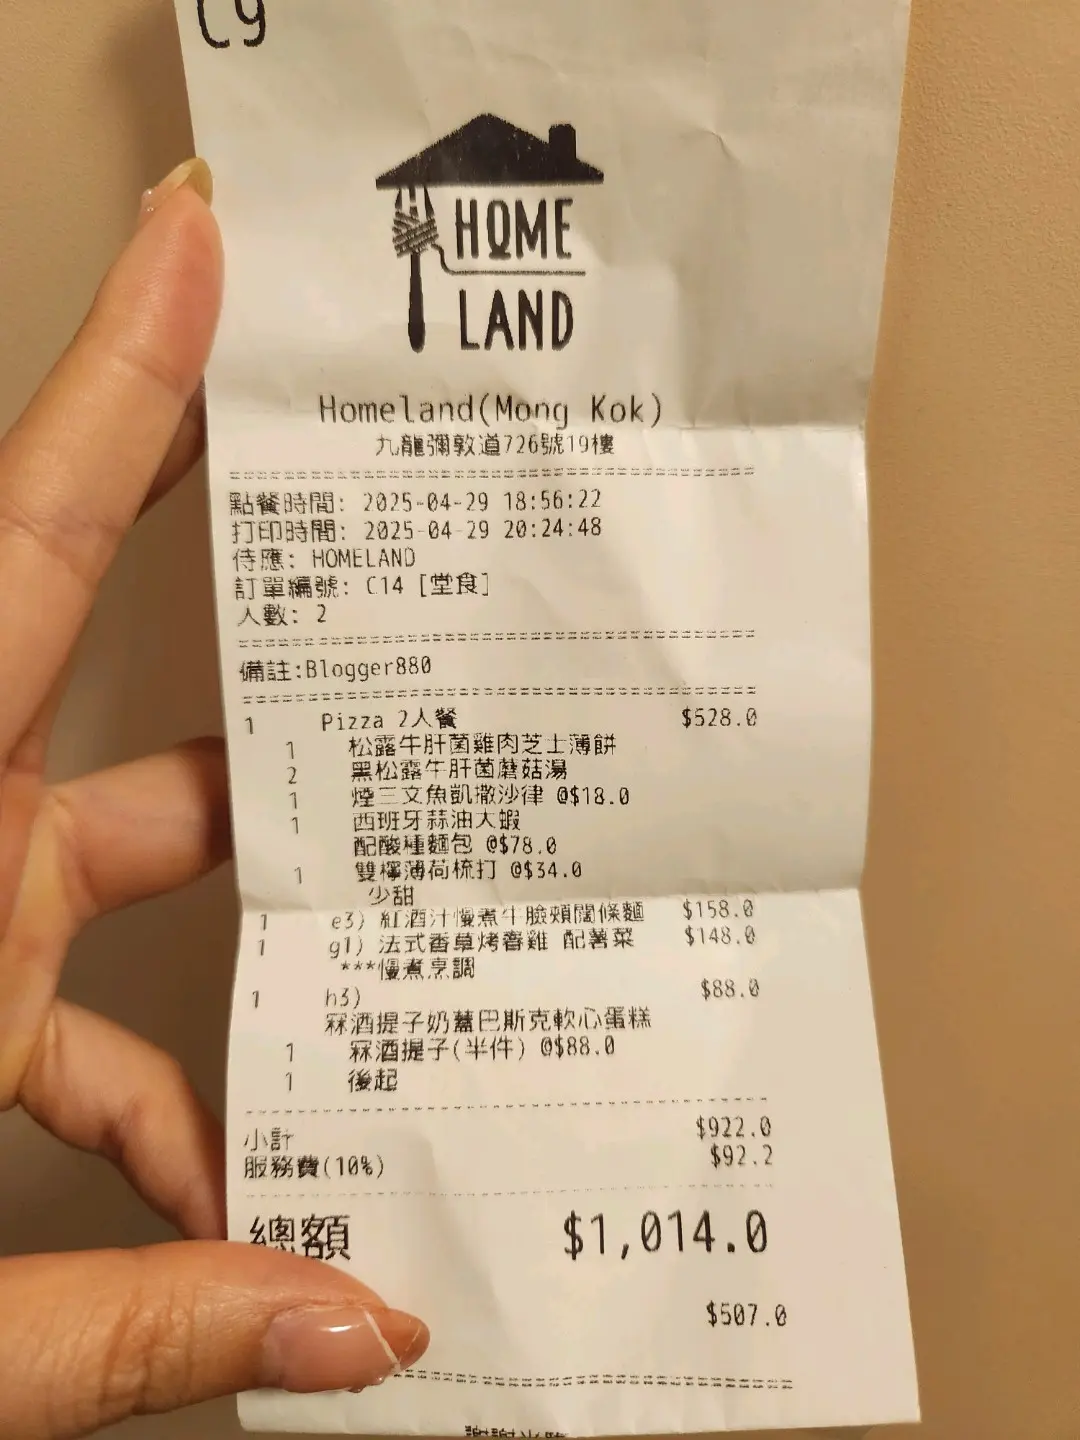 C9
HOME
LAND
Homeland(Mong Kok)
九龍彌敦道726號19樓
點餐時間: 2025-04-29 18:56:22
打印時間: 2025-04-29 20:24:48
侍應: HOMELAND
訂單編號: C14 [堂食]
人數: 2
備註:Blogger880
1 Pizza 2人餐 $528.0
1 松露牛肝菌雞肉芝士薄餅
2 黑松露牛肝菌蘑菇湯
1 煙三文魚凱撒沙律 @$18.0
1 西班牙蒜油大蝦
配酸種麵包 @$78.0
1 雙檸薄荷梳打 @$34.0
少甜
1 e3) 紅酒汁慢煮牛臉頰闊條麵 $158.0
1 g1) 法式香草烤春雞 配薯菜 $148.0
***慢煮烹調
1 h3) $88.0
冧酒提子奶蓋巴斯克軟心蛋糕
1 冧酒提子(半件) @$88.0
1 後起
小計 $922.0
服務費(10%) $92.2
總額 $1,014.0
$507.0